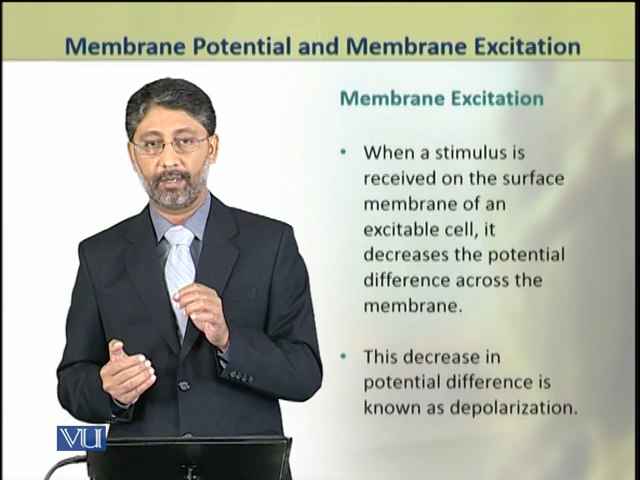 Membrane Potential and Membrane Excitation
Membrane Excitation
• When a stimulus is
received on the surface
membrane of an
excitable cell, it
decreases the potential
difference across the
membrane.
• This decrease in
potential difference is
known as depolarization.
VU